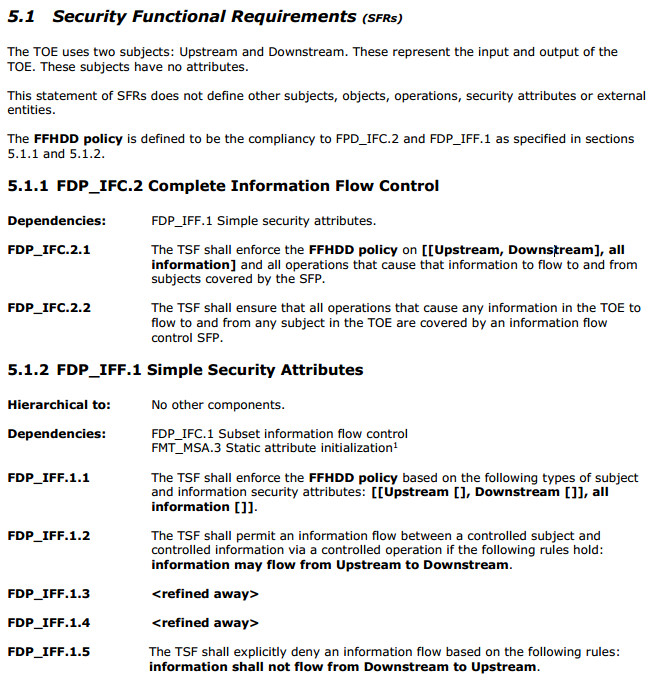 5.1 Security Functional Requirements (SFRs)
The TOE uses two subjects: Upstream and Downstream. These represent the input and output of the
TOE. These subjects have no attributes.
This statement of SFRs does not define other subjects, objects, operations, security attributes or external
entities.
The FFHDD policy is defined to be the compliancy to FPD_IFC.2 and FDP_IFF.1 as specified in sections
5.1.1 and 5.1.2.
5.1.1 FDP_IFC.2 Complete Information Flow Control
Dependencies: FDP_IFF.1 Simple security attributes.
FDP_IFC.2.1 The TSF shall enforce the FFHDD policy on [[Upstream, Downstream], all
information] and all operations that cause that information to flow to and from
subjects covered by the SFP.
FDP_IFC.2.2 The TSF shall ensure that all operations that cause any information in the TOE to
flow to and from any subject in the TOE are covered by an information flow
control SFP.
5.1.2 FDP_IFF.1 Simple Security Attributes
Hierarchical to: No other components.
Dependencies: FDP_IFC.1 Subset information flow control
FMT_MSA.3 Static attribute initialization¹
FDP_IFF.1.1 The TSF shall enforce the FFHDD policy based on the following types of subject
and information security attributes: [[Upstream [], Downstream []], all
information []].
FDP_IFF.1.2 The TSF shall permit an information flow between a controlled subject and
controlled information via a controlled operation if the following rules hold:
information may flow from Upstream to Downstream.
FDP_IFF.1.3 <refined away>
FDP_IFF.1.4 <refined away>
FDP_IFF.1.5 The TSF shall explicitly deny an information flow based on the following rules:
information shall not flow from Downstream to Upstream.